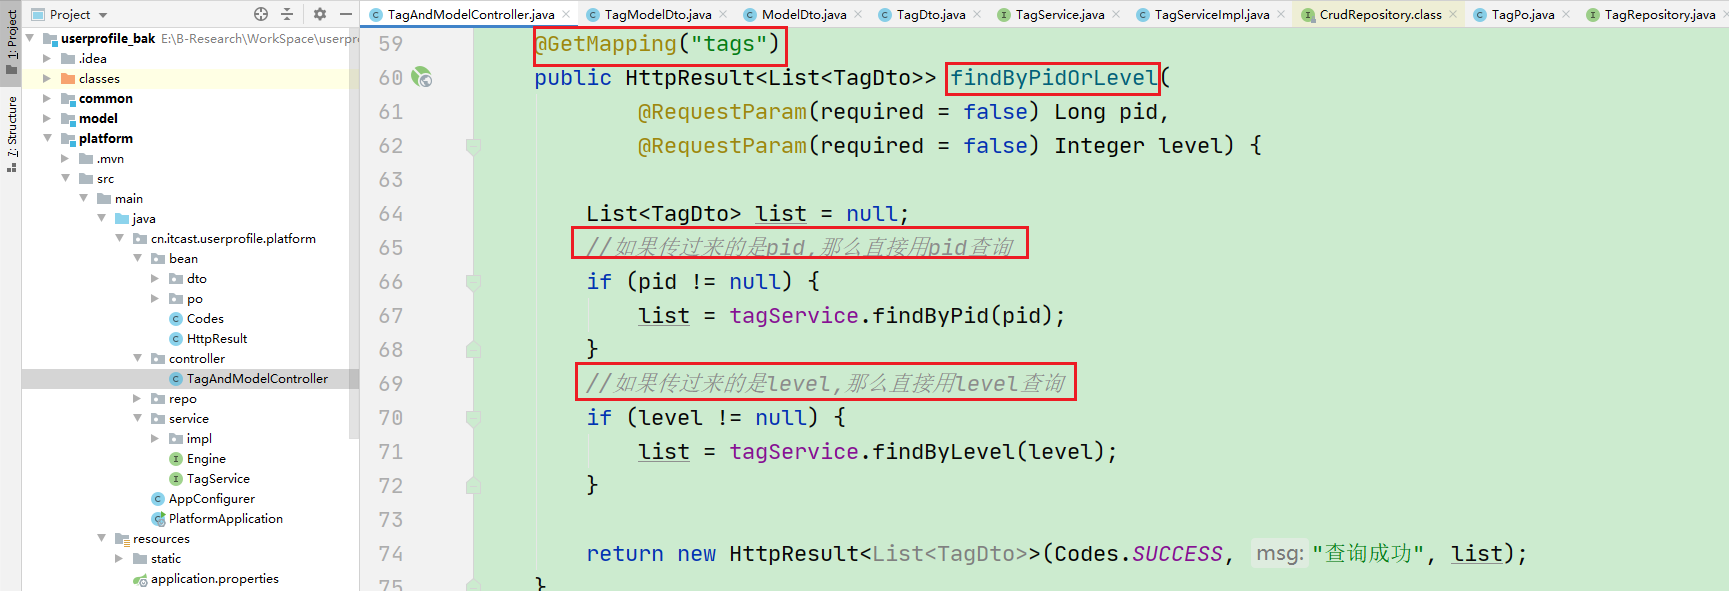 Project
TagAndModelController.java
TagModelDto.java
ModelDto.java
TagDto.java
TagService.java
TagServiceImpl.java
CrudRepository.class
TagPo.java
TagRepository.java
1: Project
7: Structure
userprofile_bak E:\B-Research\WorkSpace\userpr
.idea
classes
common
model
platform
.mvn
src
main
java
cn.itcast.userprofile.platform
bean
dto
po
Codes
HttpResult
controller
TagAndModelController
repo
service
impl
Engine
TagService
AppConfigurer
PlatformApplication
resources
static
application.properties
59 @GetMapping("tags")
60 public HttpResult<List<TagDto>> findByPidOrLevel(
61 @RequestParam(required = false) Long pid,
62 @RequestParam(required = false) Integer level) {
63
64 List<TagDto> list = null;
65 //如果传过来的是pid,那么直接用pid查询
66 if (pid != null) {
67 list = tagService.findByPid(pid);
68 }
69 //如果传过来的是level,那么直接用level查询
70 if (level != null) {
71 list = tagService.findByLevel(level);
72 }
73
74 return new HttpResult<List<TagDto>>(Codes.SUCCESS, msg: "查询成功", list);
75 }